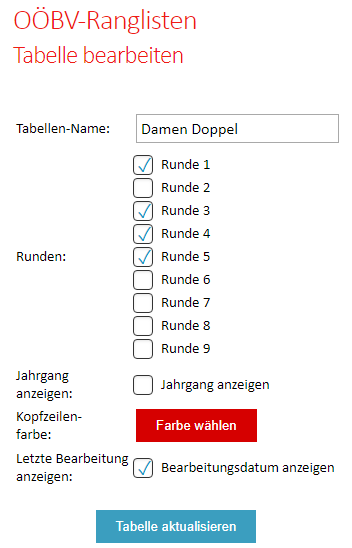 OÖBV-Ranglisten
Tabelle bearbeiten
Tabellen-Name:
Damen Doppel
Runden:
Runde 1
Runde 2
Runde 3
Runde 4
Runde 5
Runde 6
Runde 7
Runde 8
Runde 9
Jahrgang
anzeigen:
Jahrgang anzeigen
Kopfzeilen-
farbe:
Farbe wählen
Letzte Bearbeitung
anzeigen:
Bearbeitungsdatum anzeigen
Tabelle aktualisieren